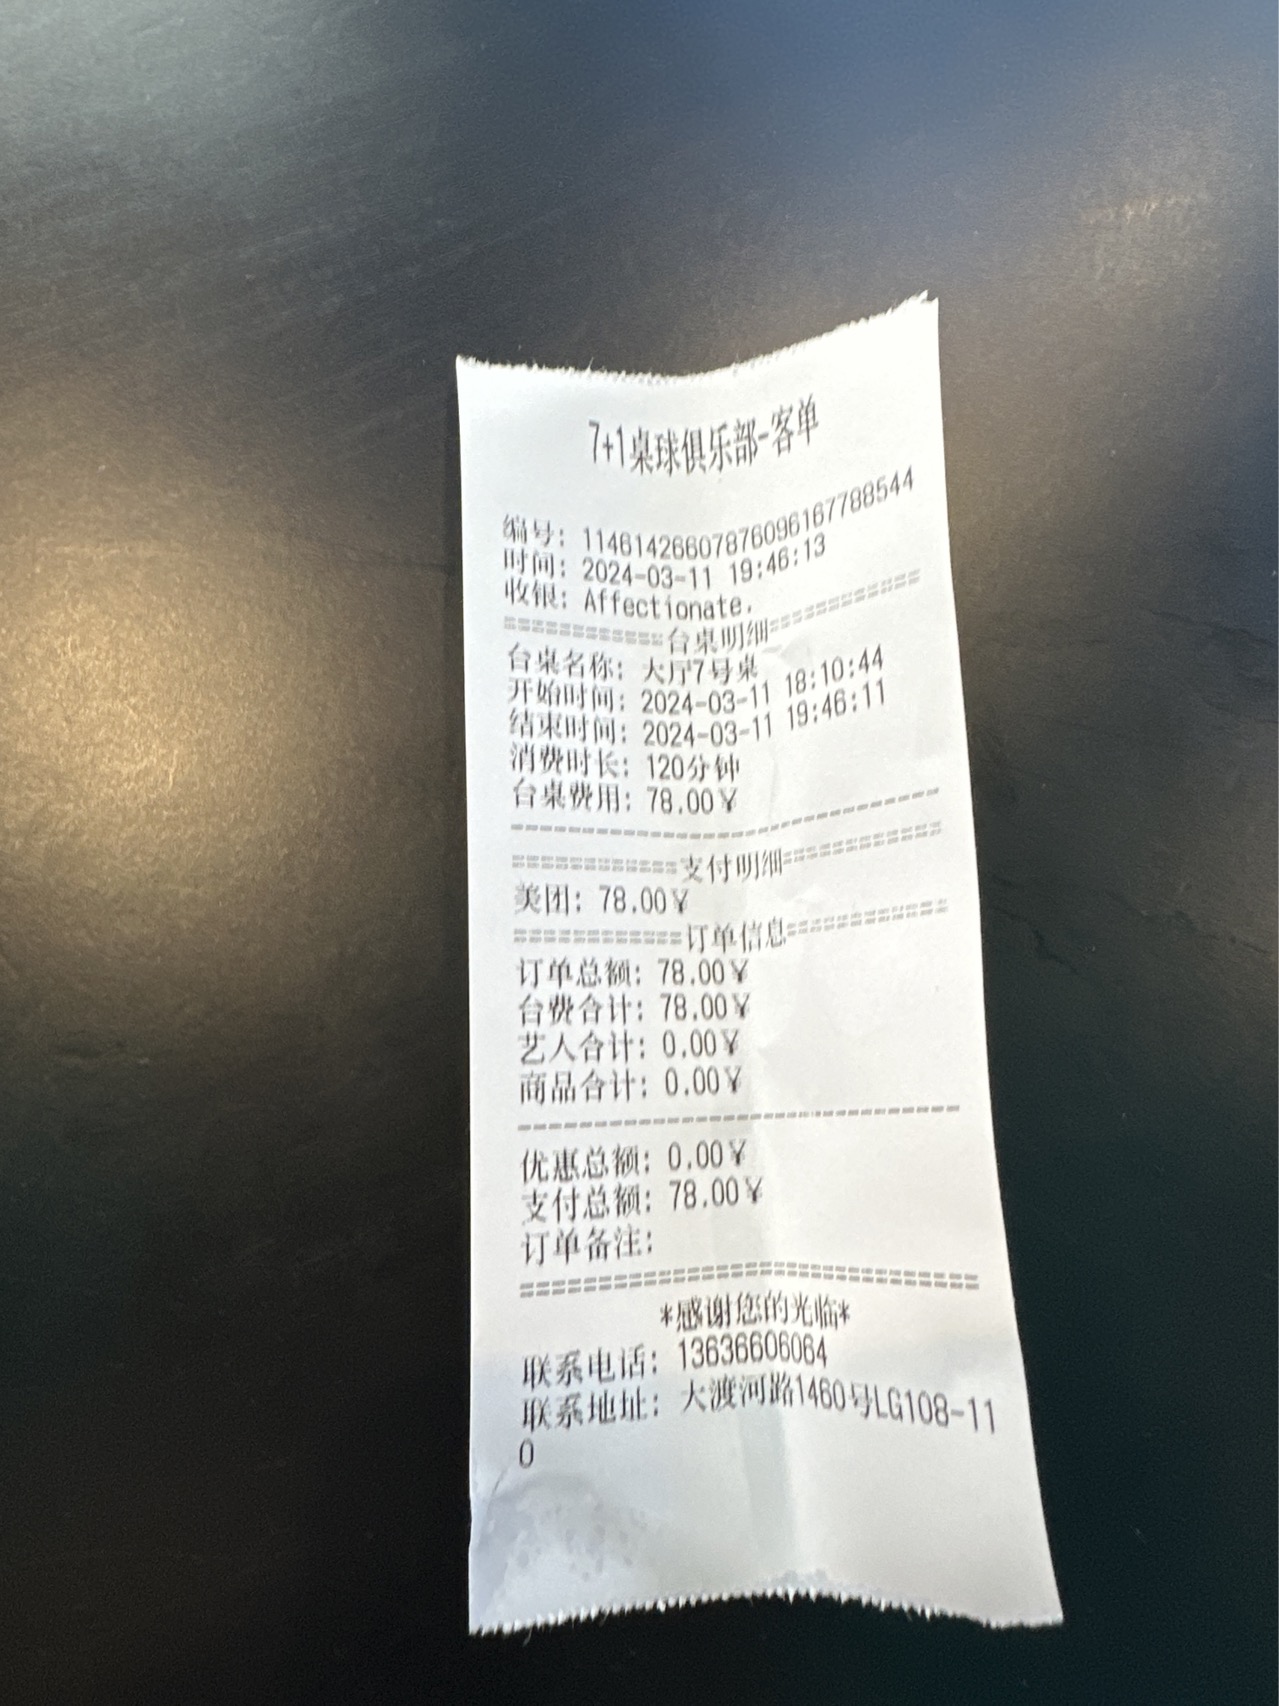 7+1桌球俱乐部-客单
编号: 11461426607876096167788544
时间: 2024-03-11 19:46:13
收银: Affectionate.
===========台桌明细===========
台桌名称: 大厅7号桌
开始时间: 2024-03-11 18:10:44
结束时间: 2024-03-11 19:46:11
消费时长: 120分钟
台桌费用: 78.00￥
--------------------------------
===========支付明细===========
美团: 78.00￥
===========订单信息===========
订单总额: 78.00￥
台费合计: 78.00￥
艺人合计: 0.00￥
商品合计: 0.00￥
--------------------------------
优惠总额: 0.00￥
支付总额: 78.00￥
订单备注:
================================
*感谢您的光临*
联系电话: 13636606064
联系地址: 大渡河路1460号LG108-11
0